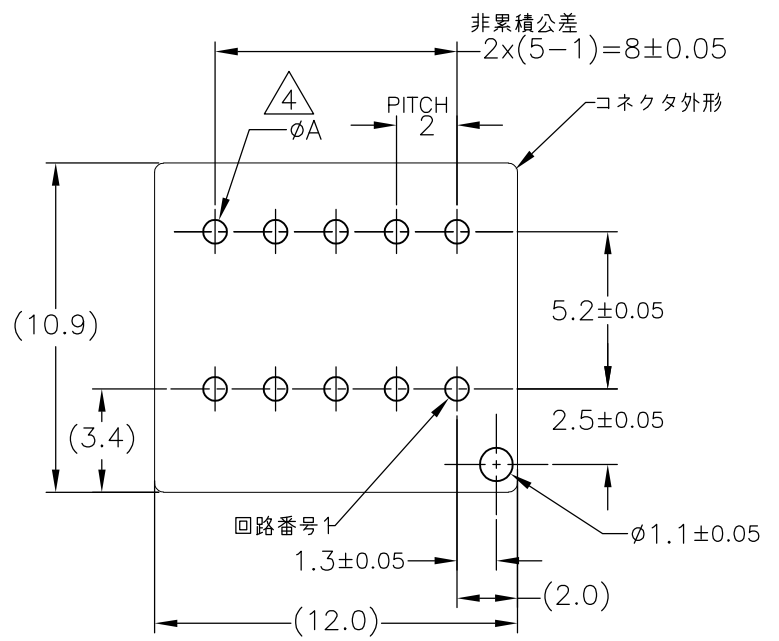 非累積公差
2x(5-1)=8±0.05
4
PITCH
2
コネクタ外形
øA
(10.9)
5.2±0.05
(3.4)
2.5±0.05
回路番号1
ø1.1±0.05
1.3±0.05
(2.0)
(12.0)